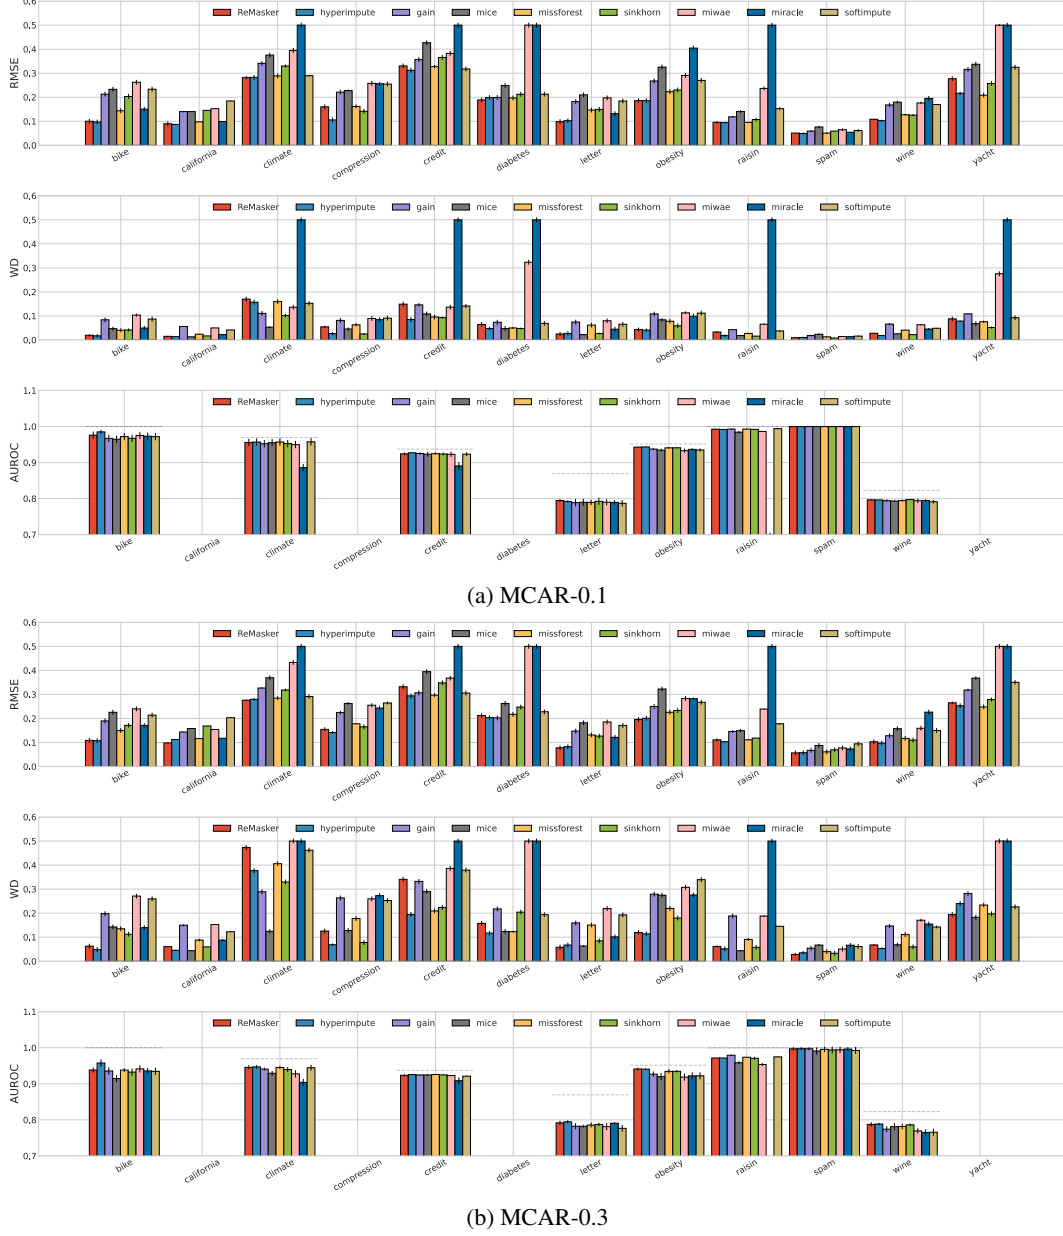 0.6
ReMasker hyperimpute gain mice missforest sinkhorn miwae miracle softimpute
0.5
0.4
RMSE
0.3
0.2
0.1
0.0
bike california climate compression credit diabetes letter obesity raisin spam wine yacht
0.6
ReMasker hyperimpute gain mice missforest sinkhorn miwae miracle softimpute
0.5
0.4
WD
0.3
0.2
0.1
0.0
bike california climate compression credit diabetes letter obesity raisin spam wine yacht
1.1
ReMasker hyperimpute gain mice missforest sinkhorn miwae miracle softimpute
1.0
AUROC
0.9
0.8
0.7
bike california climate compression credit diabetes letter obesity raisin spam wine yacht
(a) MCAR-0.1
0.6
ReMasker hyperimpute gain mice missforest sinkhorn miwae miracle softimpute
0.5
0.4
RMSE
0.3
0.2
0.1
0.0
bike california climate compression credit diabetes letter obesity raisin spam wine yacht
0.6
ReMasker hyperimpute gain mice missforest sinkhorn miwae miracle softimpute
0.5
0.4
WD
0.3
0.2
0.1
0.0
bike california climate compression credit diabetes letter obesity raisin spam wine yacht
1.1
ReMasker hyperimpute gain mice missforest sinkhorn miwae miracle softimpute
1.0
AUROC
0.9
0.8
0.7
bike california climate compression credit diabetes letter obesity raisin spam wine yacht
(b) MCAR-0.3